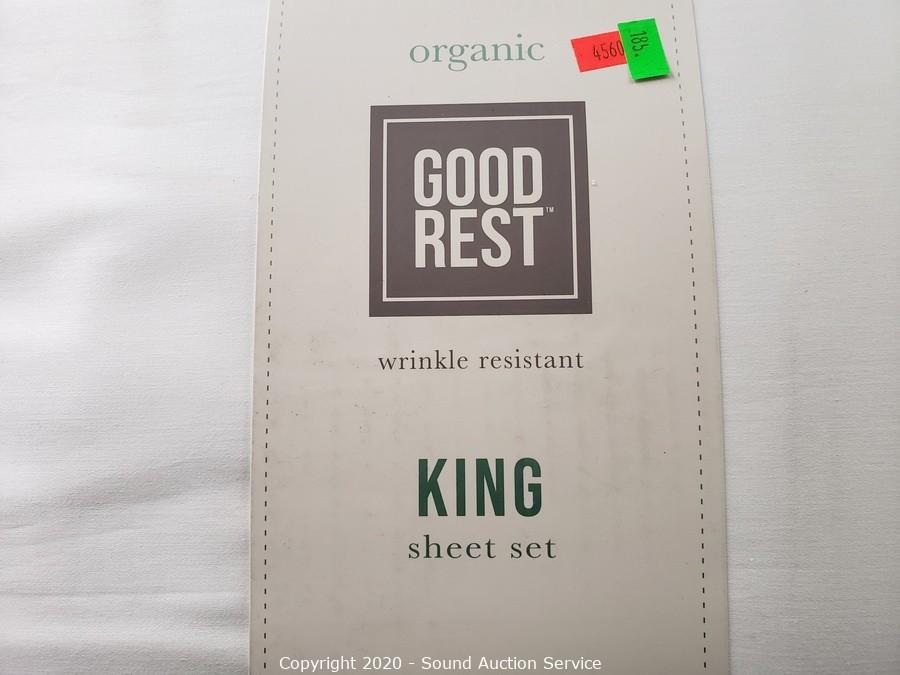 organic
4560
185.
GOOD
REST™
wrinkle resistant
KING
sheet set
Copyright 2020 - Sound Auction Service